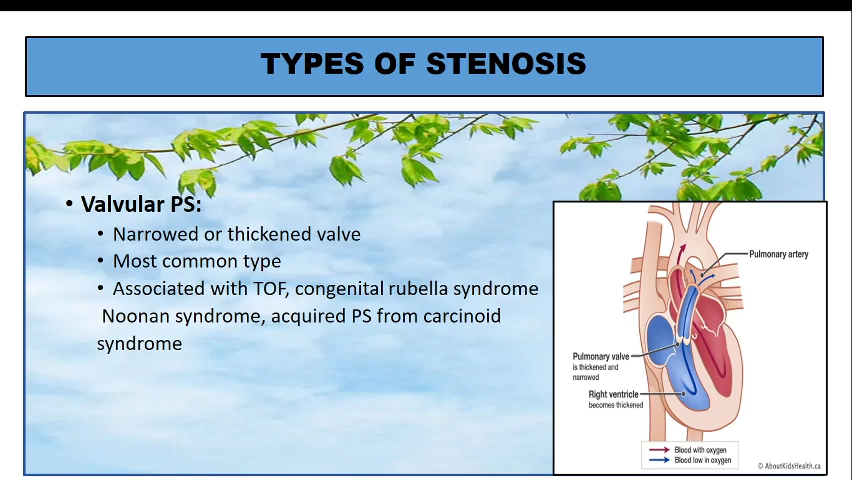 TYPES OF STENOSIS
• Valvular PS:
• Narrowed or thickened valve
• Most common type
• Associated with TOF, congenital rubella syndrome
Noonan syndrome, acquired PS from carcinoid
syndrome
Pulmonary artery
Pulmonary valve
is thickened and
narrowed
Right ventricle
becomes thickened
Blood with oxygen
Blood low in oxygen
© AboutKidsHealth.ca